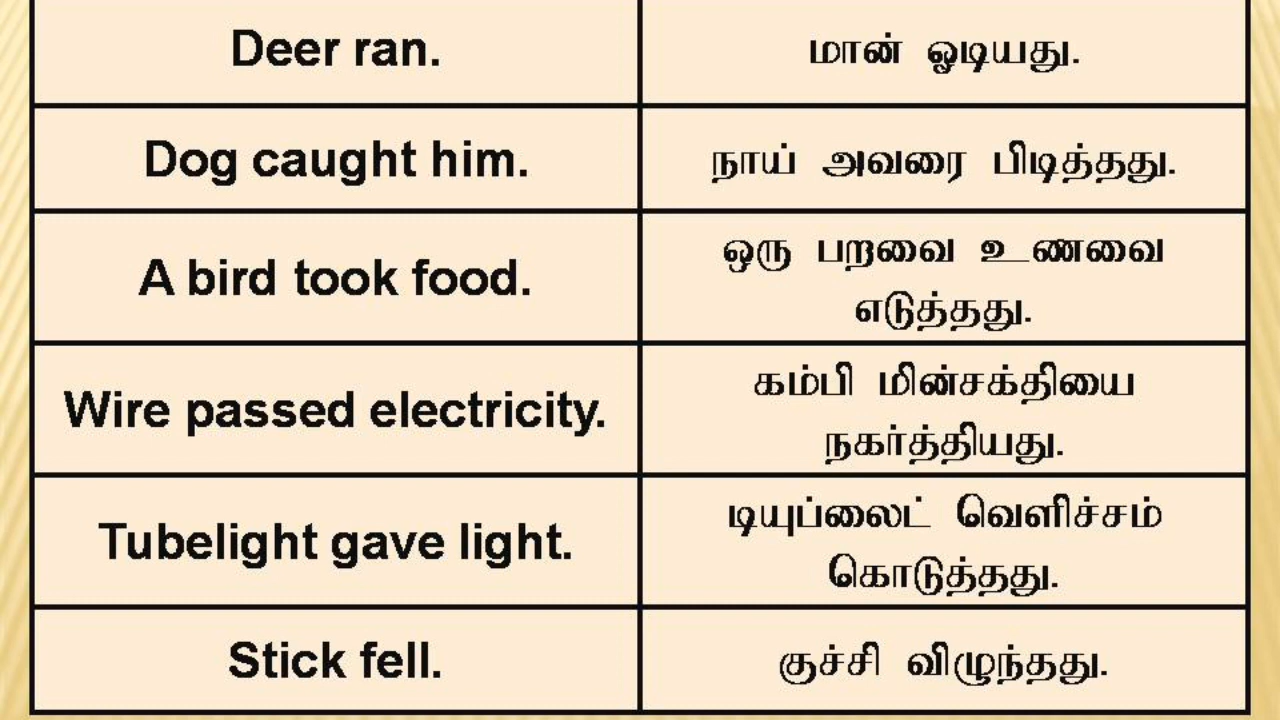 Deer ran.
மான் ஓடியது.
Dog caught him.
நாய் அவரை பிடித்தது.
A bird took food.
ஒரு பறவை உணவை
எடுத்தது.
Wire passed electricity.
கம்பி மின்சக்தியை
நகர்த்தியது.
Tubelight gave light.
டியுப்லைட் வெளிச்சம்
கொடுத்தது.
Stick fell.
குச்சி விழுந்தது.